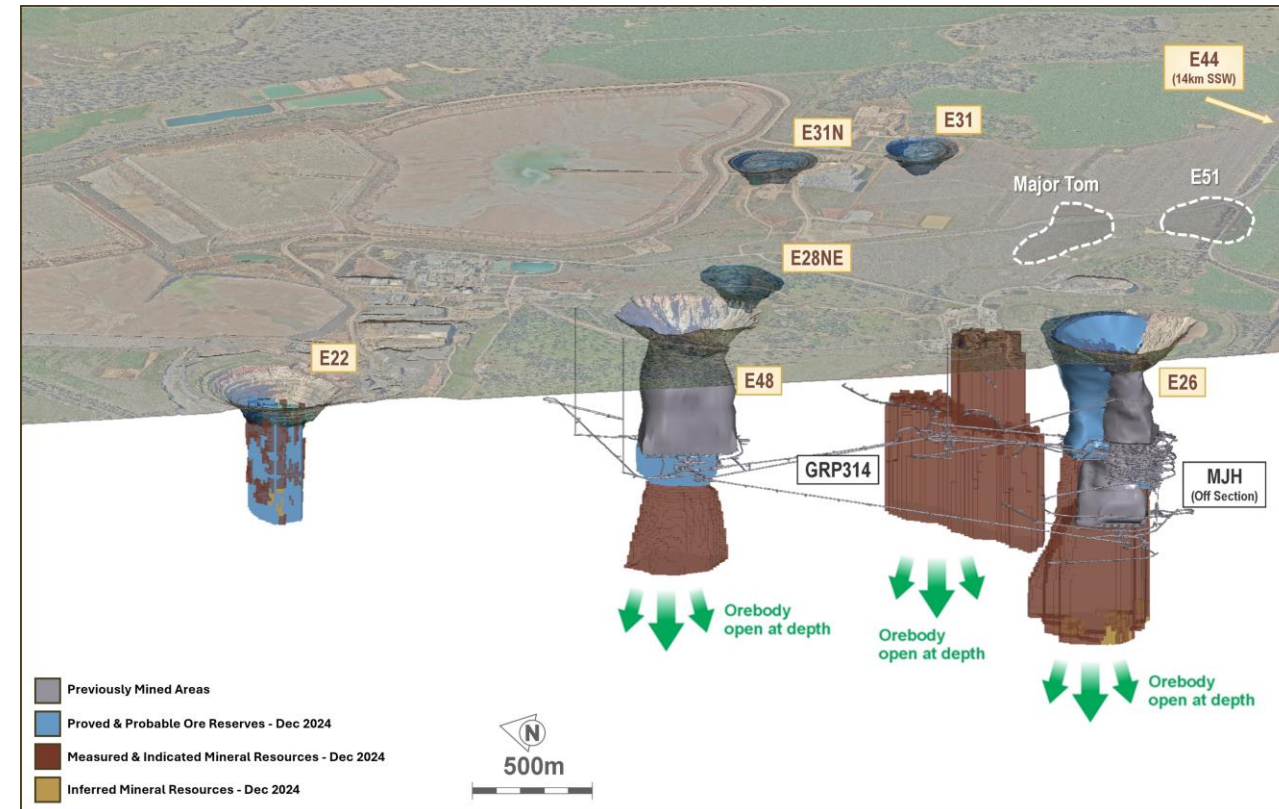 E44
(14km SSW)
E31N
E31
E51
Major Tom
E28NE
E22
E48
E26
GRP314
MJH
(Off Section)
Orebody
open at depth
Orebody
open at depth
Orebody
open at depth
Previously Mined Areas
Proved & Probable Ore Reserves - Dec 2024
Measured & Indicated Mineral Resources - Dec 2024
Inferred Mineral Resources - Dec 2024
N
500m